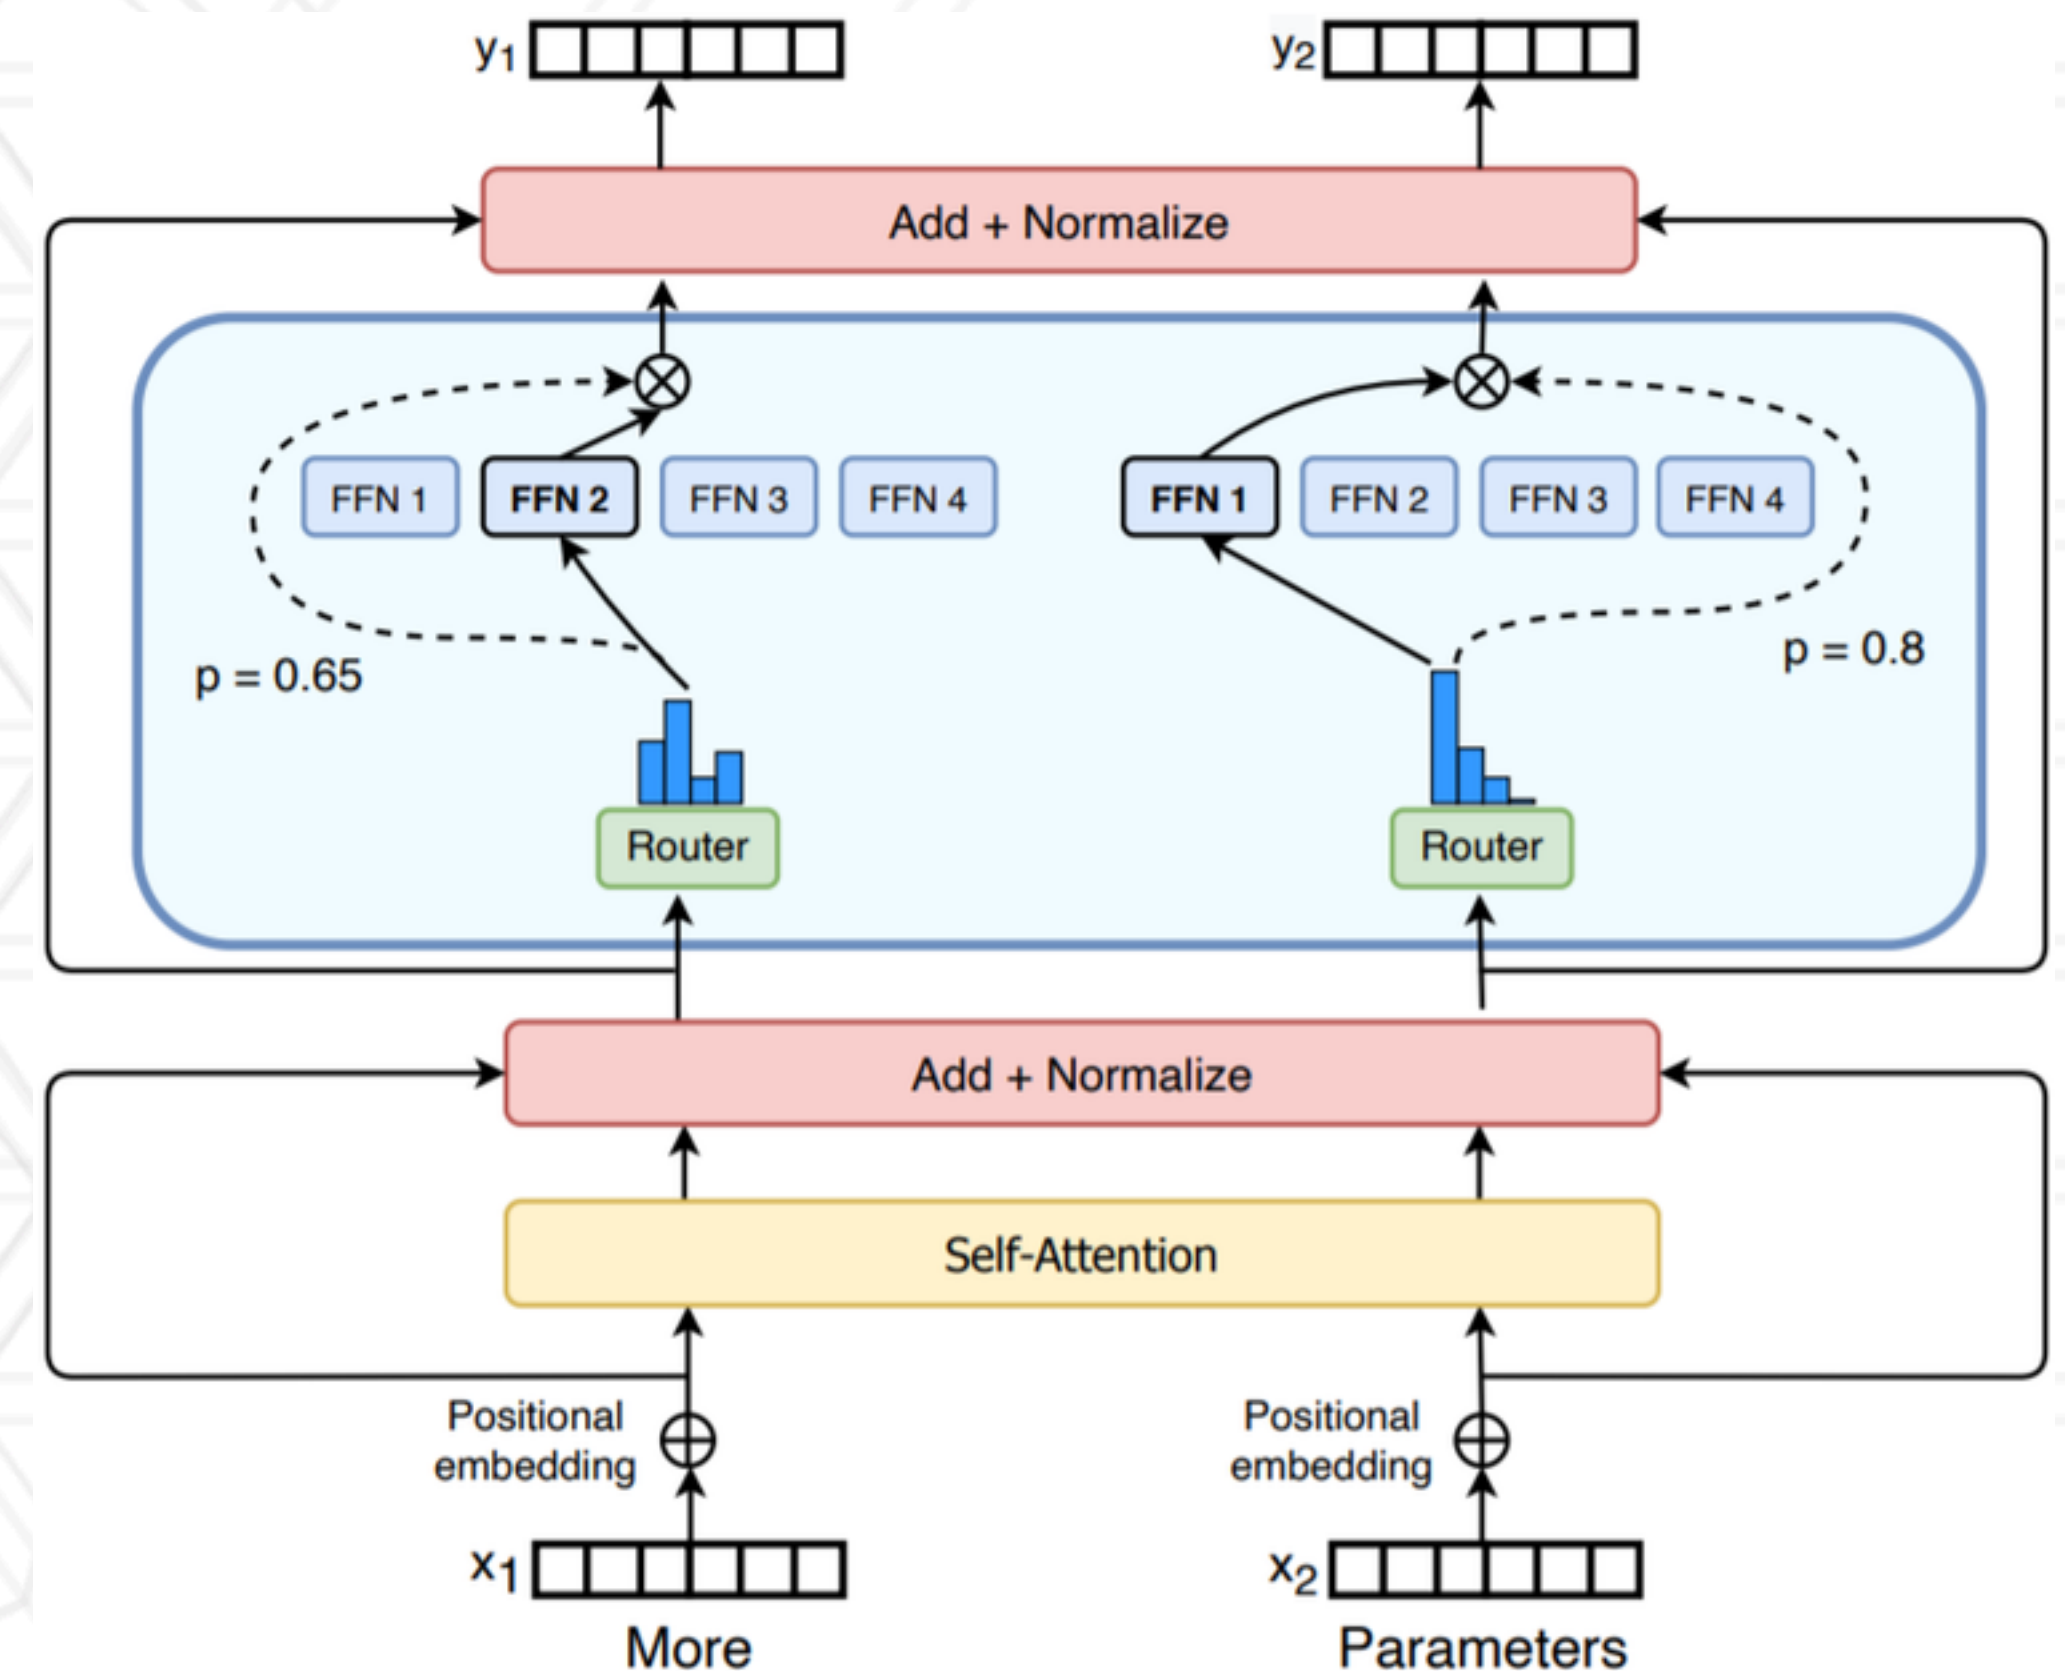 y1
y2
Add + Normalize
FFN 1
FFN 2
FFN 3
FFN 4
FFN 1
FFN 2
FFN 3
FFN 4
p = 0.65
p = 0.8
Router
Router
Add + Normalize
Self-Attention
Positional
embedding
Positional
embedding
x1
x2
More
Parameters